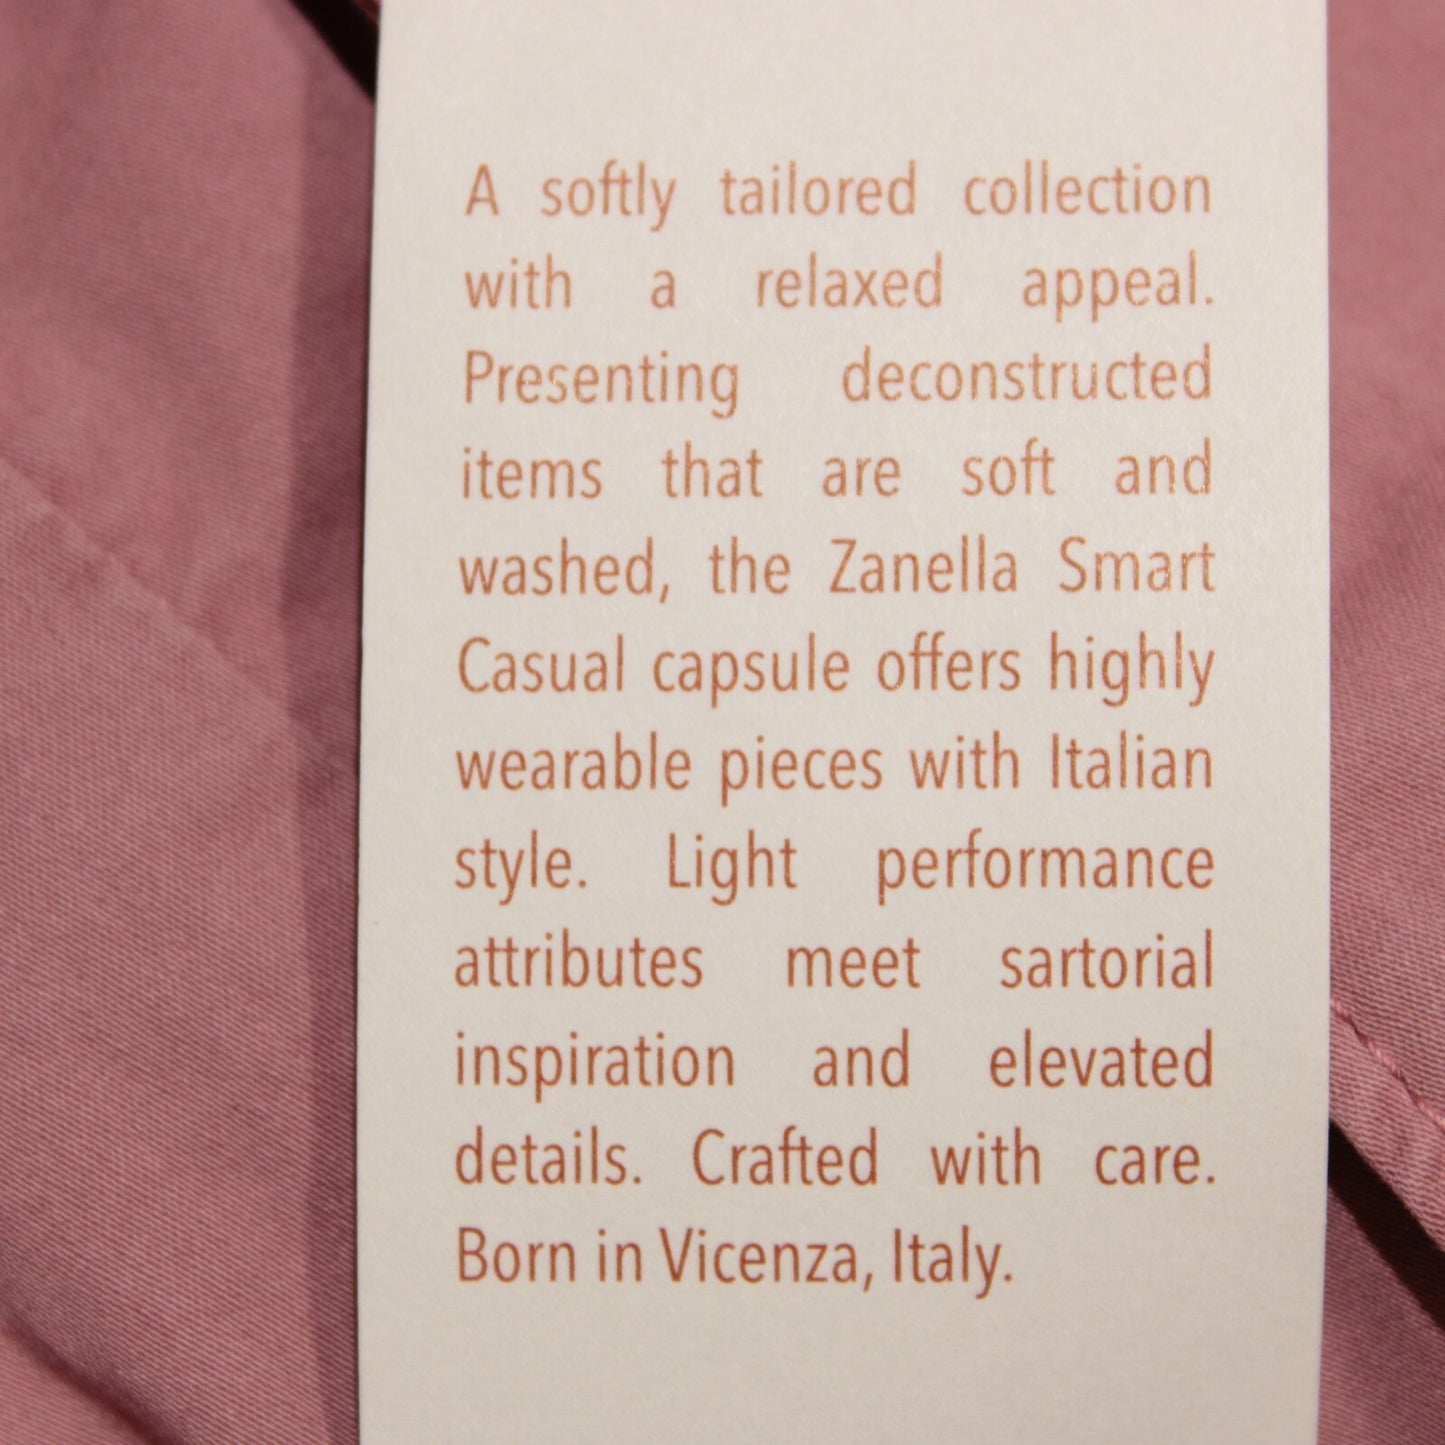 A softly tailored collection
with a relaxed appeal.
Presenting deconstructed
items that are soft and
washed, the Zanella Smart
Casual capsule offers highly
wearable pieces with Italian
style. Light performance
attributes meet sartorial
inspiration and elevated
details. Crafted with care.
Born in Vicenza, Italy.